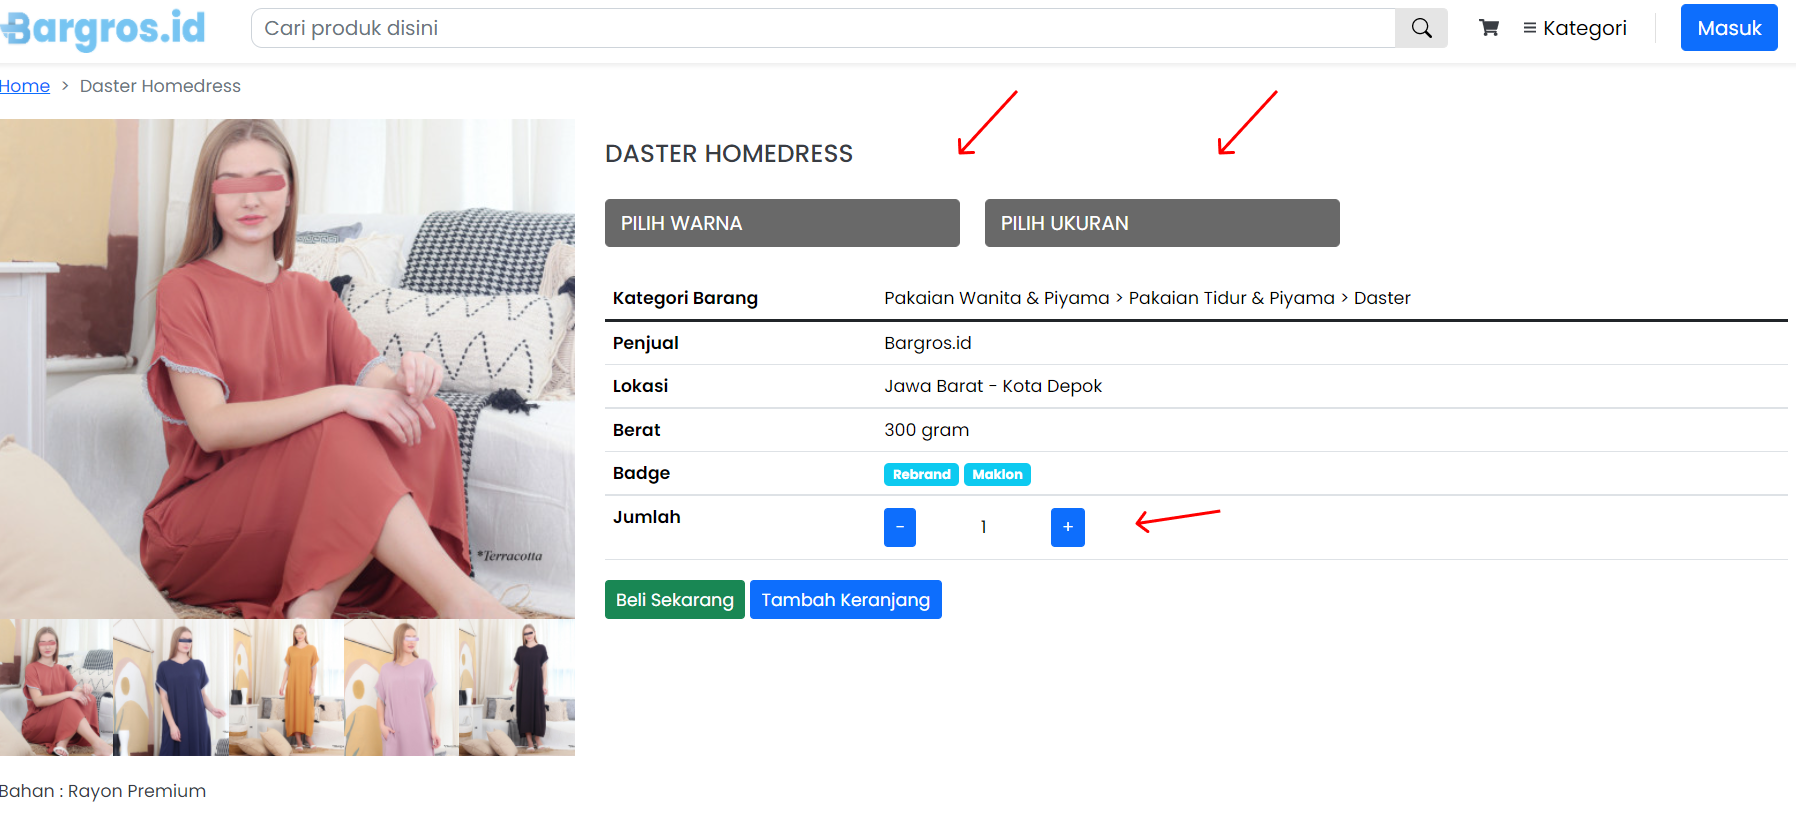 Bargros.id
Cari produk disini
Kategori
Masuk
Home > Daster Homedress
DASTER HOMEDRESS
PILIH WARNA
PILIH UKURAN
Kategori Barang Pakaian Wanita & Piyama > Pakaian Tidur & Piyama > Daster
Penjual Bargros.id
Lokasi Jawa Barat - Kota Depok
Berat 300 gram
Badge Rebrand Maklon
Jumlah - 1 +
*Terracotta
Beli Sekarang Tambah Keranjang
Bahan : Rayon Premium